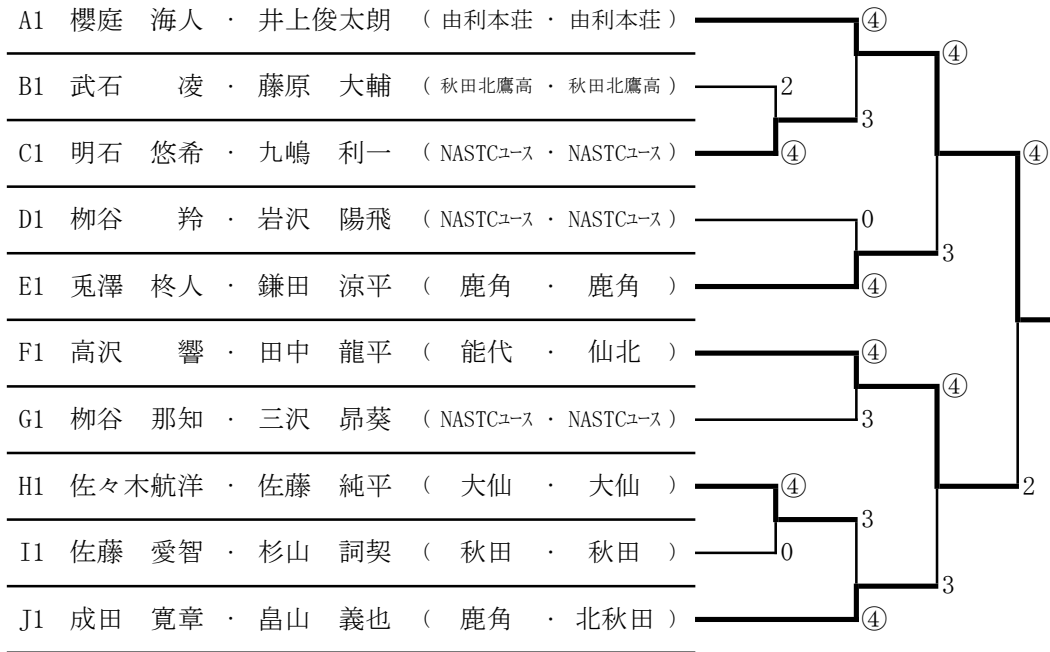 A1 櫻庭 海人 ・ 井上俊太朗 ( 由利本荘 ・ 由利本荘 ) ④
④
B1 武石 凌 ・ 藤原 大輔 ( 秋田北鷹高 ・ 秋田北鷹高 ) 2
3
C1 明石 悠希 ・ 九嶋 利一 ( NASTCユース ・ NASTCユース ) ④ ④
D1 栁谷 羚 ・ 岩沢 陽飛 ( NASTCユース ・ NASTCユース ) 0
3
E1 兎澤 柊人 ・ 鎌田 涼平 ( 鹿角 ・ 鹿角 ) ④
F1 高沢 響 ・ 田中 龍平 ( 能代 ・ 仙北 ) ④
④
G1 栁谷 那知 ・ 三沢 昴葵 ( NASTCユース ・ NASTCユース ) 3
H1 佐々木航洋 ・ 佐藤 純平 ( 大仙 ・ 大仙 ) ④ 2
3
I1 佐藤 愛智 ・ 杉山 詞契 ( 秋田 ・ 秋田 ) 0
3
J1 成田 寛章 ・ 畠山 義也 ( 鹿角 ・ 北秋田 ) ④